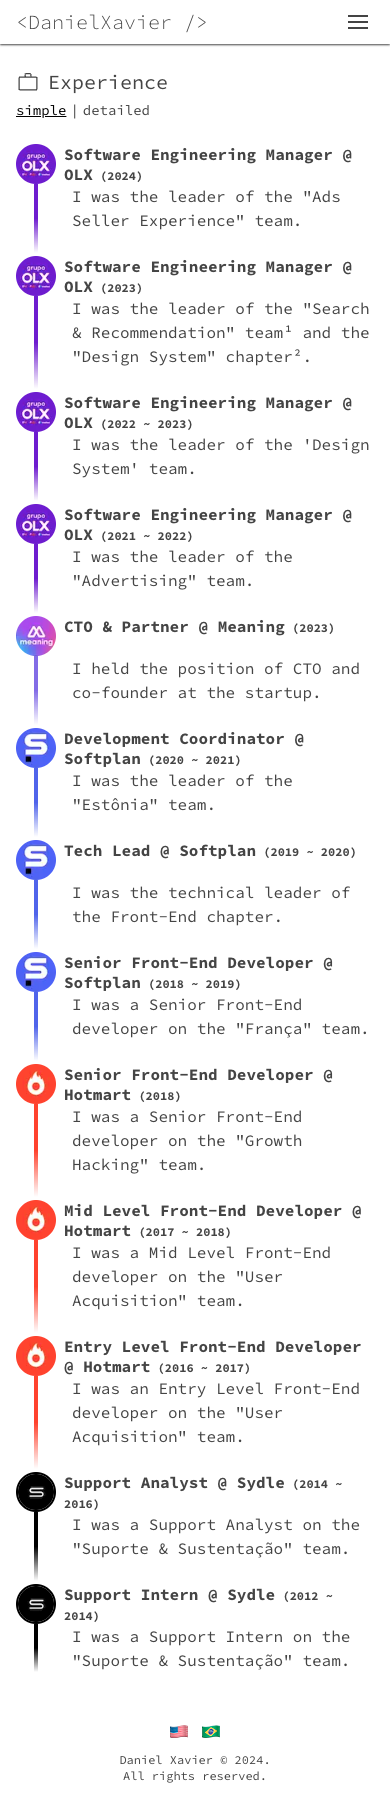 <DanielXavier />
Experience
simple | detailed
grupo
OLX
Software Engineering Manager @
OLX (2024)
I was the leader of the "Ads
Seller Experience" team.
grupo
OLX
Software Engineering Manager @
OLX (2023)
I was the leader of the "Search
& Recommendation" team¹ and the
"Design System" chapter².
grupo
OLX
Software Engineering Manager @
OLX (2022 ~ 2023)
I was the leader of the 'Design
System' team.
grupo
OLX
Software Engineering Manager @
OLX (2021 ~ 2022)
I was the leader of the
"Advertising" team.
meaning
CTO & Partner @ Meaning (2023)
I held the position of CTO and
co-founder at the startup.
Development Coordinator @
Softplan (2020 ~ 2021)
I was the leader of the
"Estônia" team.
Tech Lead @ Softplan (2019 ~ 2020)
I was the technical leader of
the Front-End chapter.
Senior Front-End Developer @
Softplan (2018 ~ 2019)
I was a Senior Front-End
developer on the "França" team.
Senior Front-End Developer @
Hotmart (2018)
I was a Senior Front-End
developer on the "Growth
Hacking" team.
Mid Level Front-End Developer @
Hotmart (2017 ~ 2018)
I was a Mid Level Front-End
developer on the "User
Acquisition" team.
Entry Level Front-End Developer
@ Hotmart (2016 ~ 2017)
I was an Entry Level Front-End
developer on the "User
Acquisition" team.
Support Analyst @ Sydle (2014 ~
2016)
I was a Support Analyst on the
"Suporte & Sustentação" team.
Support Intern @ Sydle (2012 ~
2014)
I was a Support Intern on the
"Suporte & Sustentação" team.
Daniel Xavier © 2024.
All rights reserved.